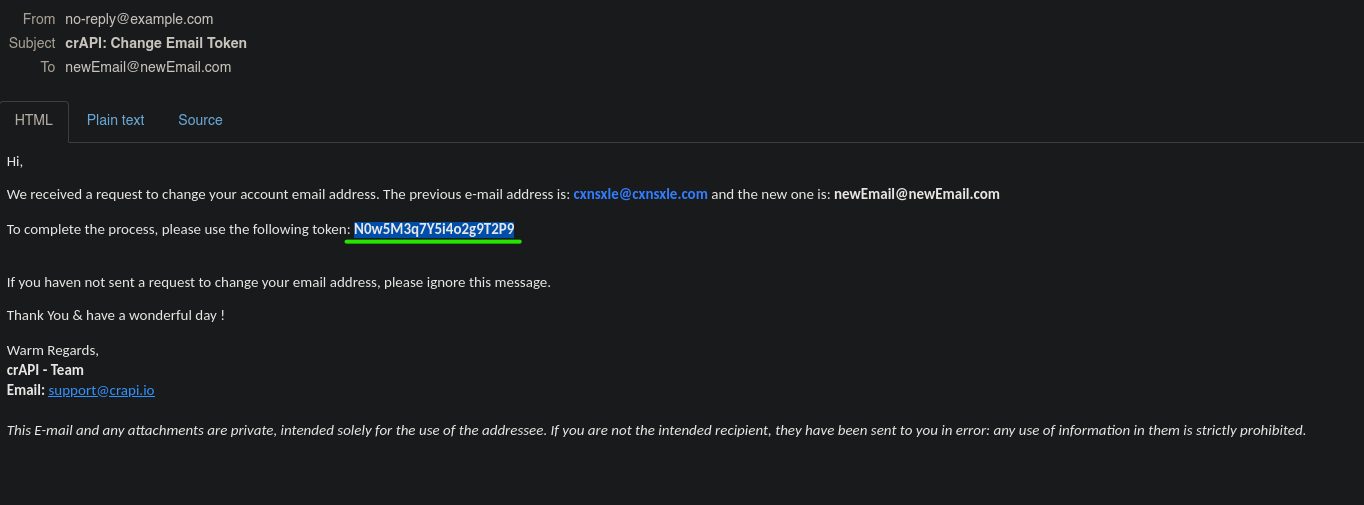 From no-reply@example.com
Subject crAPI: Change Email Token
To newEmail@newEmail.com
HTML Plain text Source
Hi,
We received a request to change your account email address. The previous e-mail address is: cxnsxle@cxnsxle.com and the new one is: newEmail@newEmail.com
To complete the process, please use the following token: N0w5M3q7Y5i4o2g9T2P9
If you haven not sent a request to change your email address, please ignore this message.
Thank You & have a wonderful day !
Warm Regards,
crAPI - Team
Email: support@crapi.io
This E-mail and any attachments are private, intended solely for the use of the addressee. If you are not the intended recipient, they have been sent to you in error: any use of information in them is strictly prohibited.